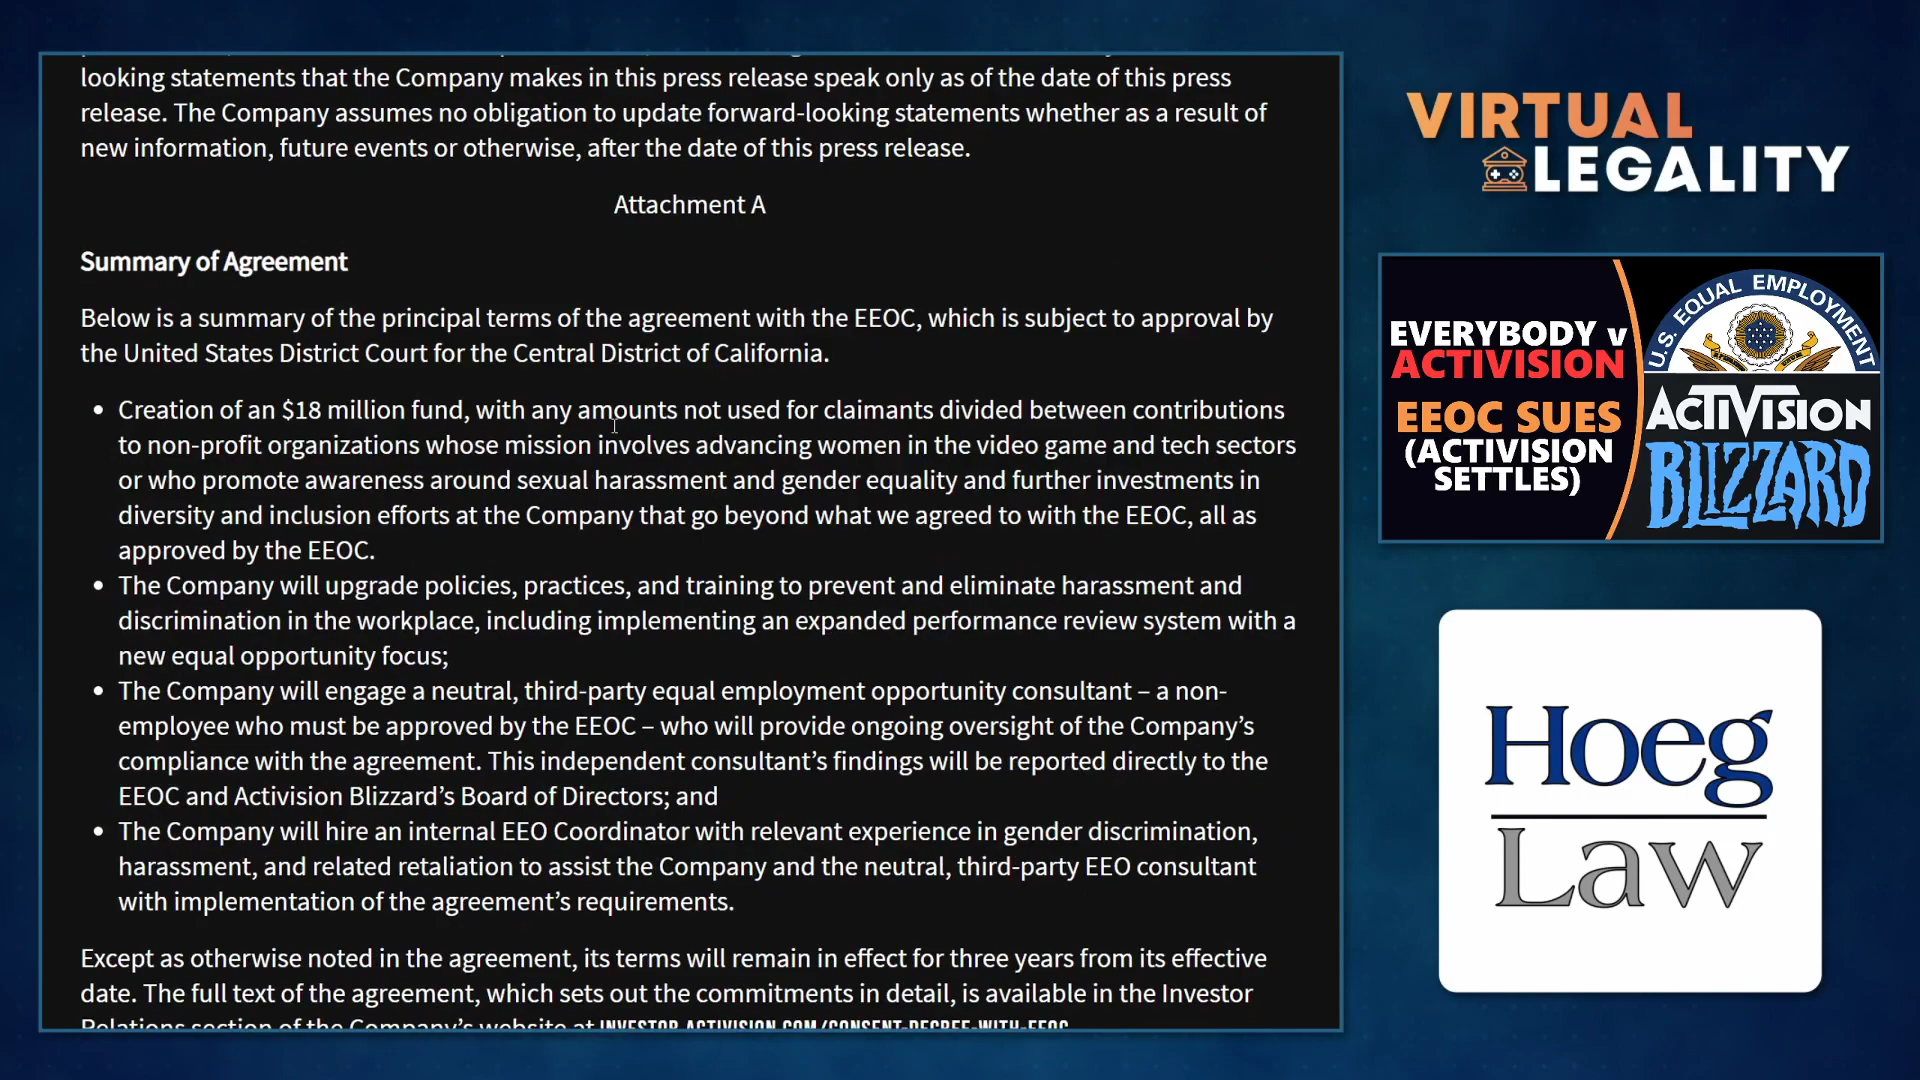 looking statements that the Company makes in this press release speak only as of the date of this press
release. The Company assumes no obligation to update forward-looking statements whether as a result of
new information, future events or otherwise, after the date of this press release.
Attachment A
Summary of Agreement
Below is a summary of the principal terms of the agreement with the EEOC, which is subject to approval by
the United States District Court for the Central District of California.
• Creation of an $18 million fund, with any amounts not used for claimants divided between contributions
to non-profit organizations whose mission involves advancing women in the video game and tech sectors
or who promote awareness around sexual harassment and gender equality and further investments in
diversity and inclusion efforts at the Company that go beyond what we agreed to with the EEOC, all as
approved by the EEOC.
• The Company will upgrade policies, practices, and training to prevent and eliminate harassment and
discrimination in the workplace, including implementing an expanded performance review system with a
new equal opportunity focus;
• The Company will engage a neutral, third-party equal employment opportunity consultant – a non-
employee who must be approved by the EEOC – who will provide ongoing oversight of the Company’s
compliance with the agreement. This independent consultant’s findings will be reported directly to the
EEOC and Activision Blizzard’s Board of Directors; and
• The Company will hire an internal EEO Coordinator with relevant experience in gender discrimination,
harassment, and related retaliation to assist the Company and the neutral, third-party EEO consultant
with implementation of the agreement’s requirements.
Except as otherwise noted in the agreement, its terms will remain in effect for three years from its effective
date. The full text of the agreement, which sets out the commitments in detail, is available in the Investor
Relations section of the Company’s website at INVESTOR.ACTIVISION.COM/CONSENT-DECREE-WITH-EEOC
VIRTUAL
LEGALITY
EVERYBODY v
ACTIVISION
EEOC SUES
(ACTIVISION
SETTLES)
U.S. EQUAL EMPLOYMENT
ACTIVISION
BLIZZARD
Hoeg
Law